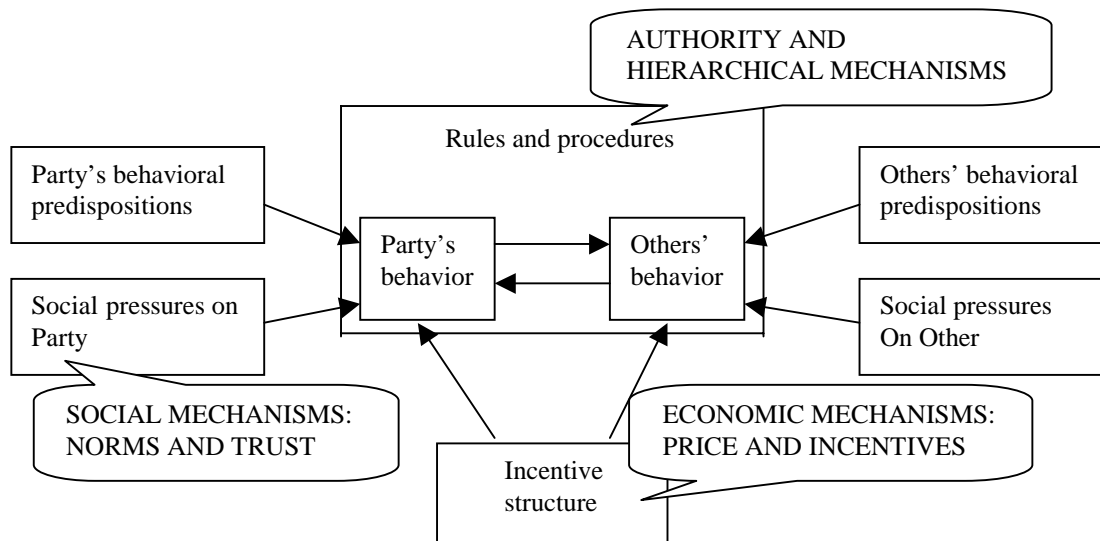 AUTHORITY AND
HIERARCHICAL MECHANISMS
Rules and procedures
Party’s behavioral
predispositions
Others’ behavioral
predispositions
Party’s
behavior
Others’
behavior
Social pressures on
Party
Social pressures
On Other
SOCIAL MECHANISMS:
NORMS AND TRUST
ECONOMIC MECHANISMS:
PRICE AND INCENTIVES
Incentive
structure